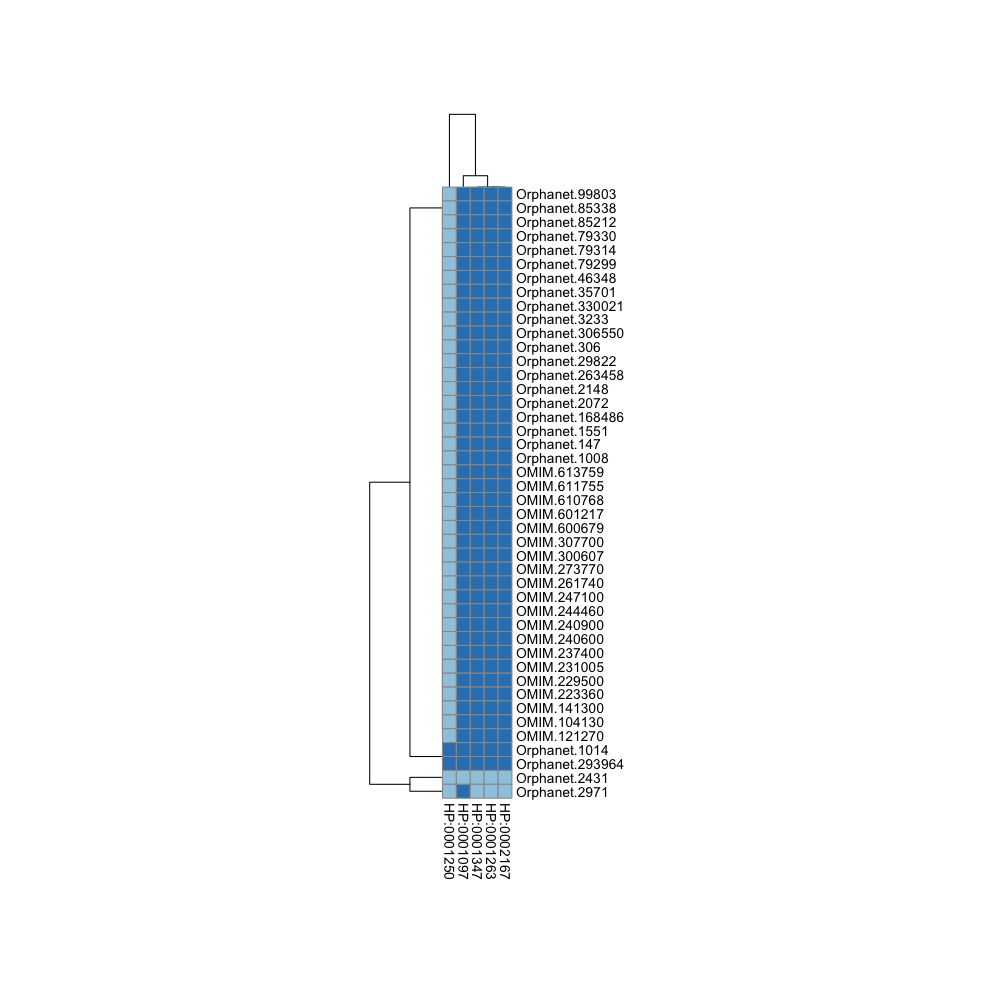 Orphanet.99803
Orphanet.85338
Orphanet.85212
Orphanet.79330
Orphanet.79314
Orphanet.79299
Orphanet.46348
Orphanet.35701
Orphanet.330021
Orphanet.3233
Orphanet.306550
Orphanet.306
Orphanet.29822
Orphanet.263458
Orphanet.2148
Orphanet.2072
Orphanet.168486
Orphanet.1551
Orphanet.147
Orphanet.1008
OMIM.613759
OMIM.611755
OMIM.610768
OMIM.601217
OMIM.600679
OMIM.307700
OMIM.300607
OMIM.273770
OMIM.261740
OMIM.247100
OMIM.244460
OMIM.240900
OMIM.240600
OMIM.237400
OMIM.231005
OMIM.229500
OMIM.223360
OMIM.141300
OMIM.104130
OMIM.121270
Orphanet.1014
Orphanet.293964
Orphanet.2431
Orphanet.2971
HP:0001250
HP:0001097
HP:0001347
HP:0001263
HP:0002167